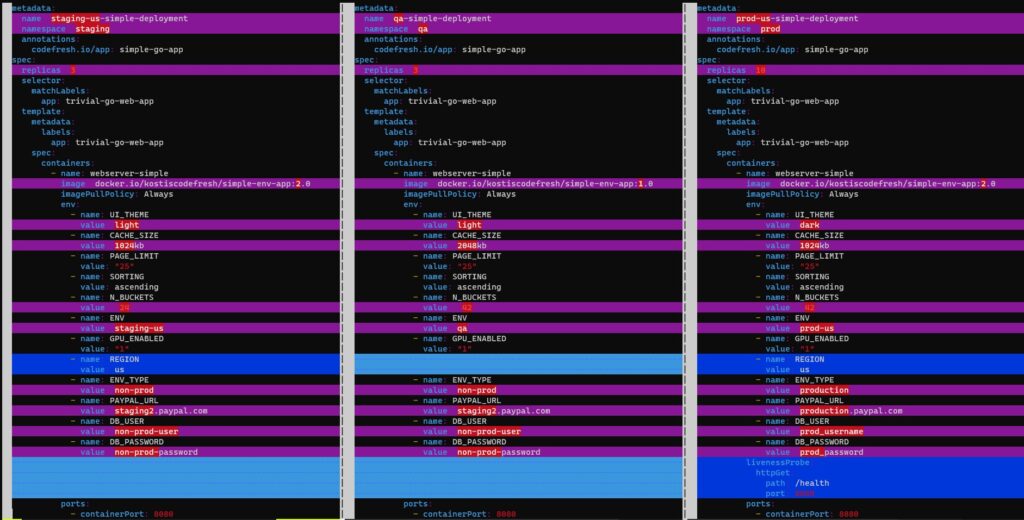 metadata:
name staging-us-simple-deployment
namespace staging
annotations:
codefresh.io/app: simple-go-app
spec:
replicas 3
selector:
matchLabels:
app: trivial-go-web-app
template:
metadata:
labels:
app: trivial-go-web-app
spec:
containers:
- name: webserver-simple
image docker.io/kostiscodefresh/simple-env-app:2.0
imagePullPolicy: Always
env:
- name: UI_THEME
value light
- name: CACHE_SIZE
value 1024kb
- name: PAGE_LIMIT
value: "25"
- name: SORTING
value: ascending
- name: N_BUCKETS
value 24
- name: ENV
value staging-us
- name: GPU_ENABLED
value: "1"
- name REGION
value us
- name: ENV_TYPE
value non-prod
- name: PAYPAL_URL
value staging2.paypal.com
- name: DB_USER
value non-prod-user
- name: DB_PASSWORD
value non-prod-password
ports:
- containerPort: 8080
metadata:
name qa-simple-deployment
namespace qa
annotations:
codefresh.io/app: simple-go-app
spec:
replicas 3
selector:
matchLabels:
app: trivial-go-web-app
template:
metadata:
labels:
app: trivial-go-web-app
spec:
containers:
- name: webserver-simple
image docker.io/kostiscodefresh/simple-env-app:1.0
imagePullPolicy: Always
env:
- name: UI_THEME
value light
- name: CACHE_SIZE
value 2048kb
- name: PAGE_LIMIT
value: "25"
- name: SORTING
value: ascending
- name: N_BUCKETS
value 42
- name: ENV
value qa
- name: GPU_ENABLED
value: "1"
- name: ENV_TYPE
value non-prod
- name: PAYPAL_URL
value staging2.paypal.com
- name: DB_USER
value non-prod-user
- name: DB_PASSWORD
value non-prod-password
ports:
- containerPort: 8080
metadata:
name prod-us-simple-deployment
namespace prod
annotations:
codefresh.io/app: simple-go-app
spec:
replicas 10
selector:
matchLabels:
app: trivial-go-web-app
template:
metadata:
labels:
app: trivial-go-web-app
spec:
containers:
- name: webserver-simple
image docker.io/kostiscodefresh/simple-env-app:2.0
imagePullPolicy: Always
env:
- name: UI_THEME
value dark
- name: CACHE_SIZE
value 1024kb
- name: PAGE_LIMIT
value: "25"
- name: SORTING
value: ascending
- name: N_BUCKETS
value 42
- name: ENV
value prod-us
- name: GPU_ENABLED
value: "1"
- name REGION
value us
- name: ENV_TYPE
value production
- name: PAYPAL_URL
value production.paypal.com
- name: DB_USER
value prod_username
- name: DB_PASSWORD
value prod_password
livenessProbe
httpGet
path /health
port
ports:
- containerPort: 8080